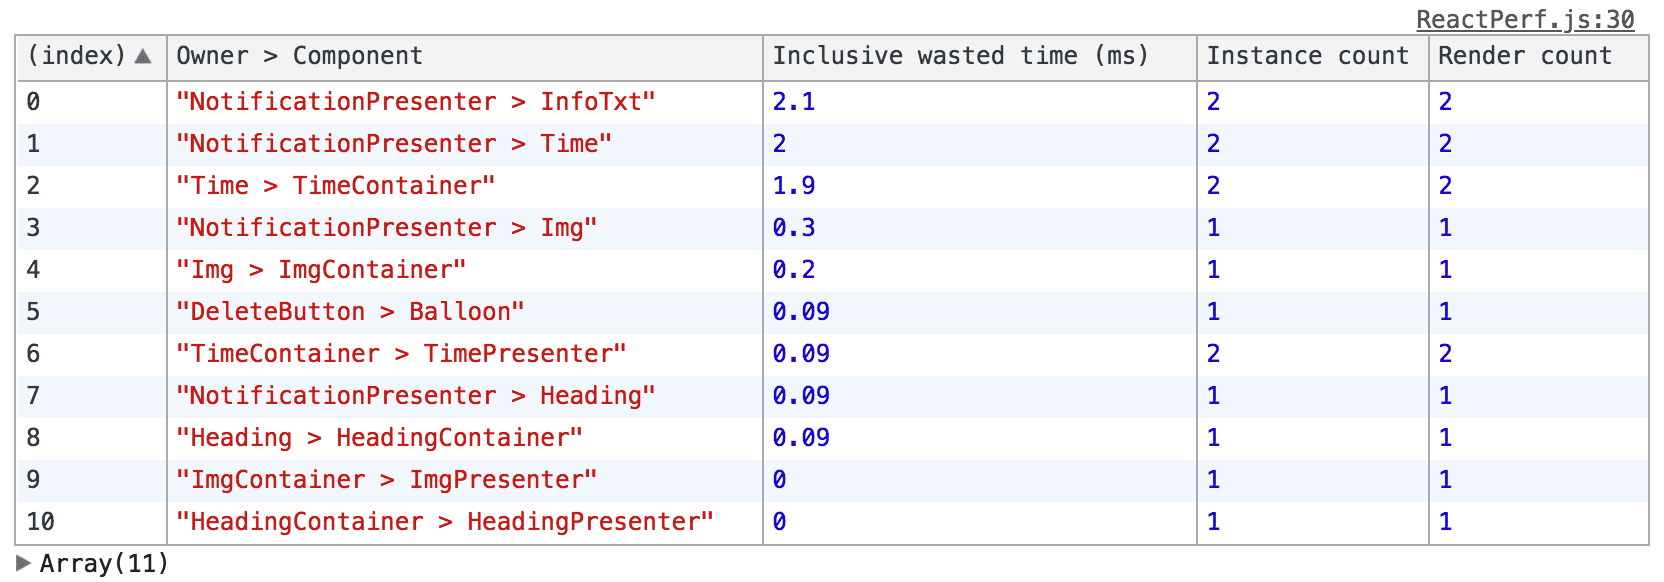 ReactPerf.js:30
(index) Owner > Component Inclusive wasted time (ms) Instance count Render count
0 "NotificationPresenter > InfoTxt" 2.1 2 2
1 "NotificationPresenter > Time" 2 2 2
2 "Time > TimeContainer" 1.9 2 2
3 "NotificationPresenter > Img" 0.3 1 1
4 "Img > ImgContainer" 0.2 1 1
5 "DeleteButton > Balloon" 0.09 1 1
6 "TimeContainer > TimePresenter" 0.09 2 2
7 "NotificationPresenter > Heading" 0.09 1 1
8 "Heading > HeadingContainer" 0.09 1 1
9 "ImgContainer > ImgPresenter" 0 1 1
10 "HeadingContainer > HeadingPresenter" 0 1 1
Array(11)